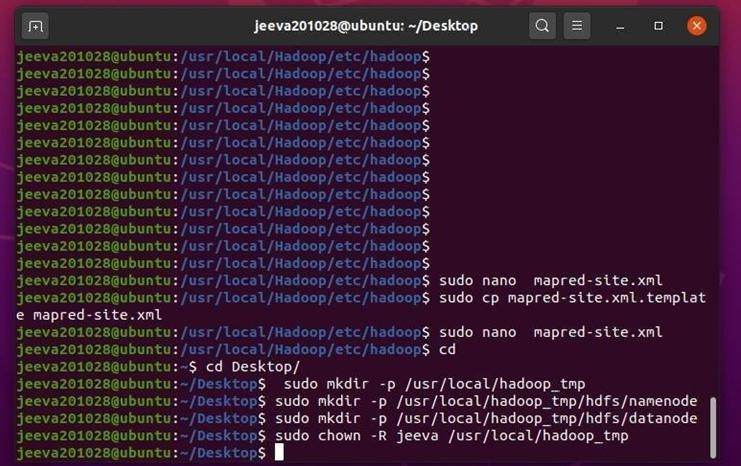 jeeva201028@ubuntu: ~/Desktop
jeeva201028@ubuntu:/usr/local/Hadoop/etc/hadoop$
jeeva201028@ubuntu:/usr/local/Hadoop/etc/hadoop$
jeeva201028@ubuntu:/usr/local/Hadoop/etc/hadoop$
jeeva201028@ubuntu:/usr/local/Hadoop/etc/hadoop$
jeeva201028@ubuntu:/usr/local/Hadoop/etc/hadoop$
jeeva201028@ubuntu:/usr/local/Hadoop/etc/hadoop$
jeeva201028@ubuntu:/usr/local/Hadoop/etc/hadoop$
jeeva201028@ubuntu:/usr/local/Hadoop/etc/hadoop$
jeeva201028@ubuntu:/usr/local/Hadoop/etc/hadoop$
jeeva201028@ubuntu:/usr/local/Hadoop/etc/hadoop$
jeeva201028@ubuntu:/usr/local/Hadoop/etc/hadoop$
jeeva201028@ubuntu:/usr/local/Hadoop/etc/hadoop$
jeeva201028@ubuntu:/usr/local/Hadoop/etc/hadoop$
jeeva201028@ubuntu:/usr/local/Hadoop/etc/hadoop$ sudo nano  mapred-site.xml
jeeva201028@ubuntu:/usr/local/Hadoop/etc/hadoop$ sudo cp mapred-site.xml.templat
e mapred-site.xml
jeeva201028@ubuntu:/usr/local/Hadoop/etc/hadoop$ sudo nano  mapred-site.xml
jeeva201028@ubuntu:/usr/local/Hadoop/etc/hadoop$ cd
jeeva201028@ubuntu:~$ cd Desktop/
jeeva201028@ubuntu:~/Desktop$  sudo mkdir -p /usr/local/hadoop_tmp
jeeva201028@ubuntu:~/Desktop$ sudo mkdir -p /usr/local/hadoop_tmp/hdfs/namenode
jeeva201028@ubuntu:~/Desktop$ sudo mkdir -p /usr/local/hadoop_tmp/hdfs/datanode
jeeva201028@ubuntu:~/Desktop$ sudo chown -R jeeva /usr/local/hadoop_tmp
jeeva201028@ubuntu:~/Desktop$